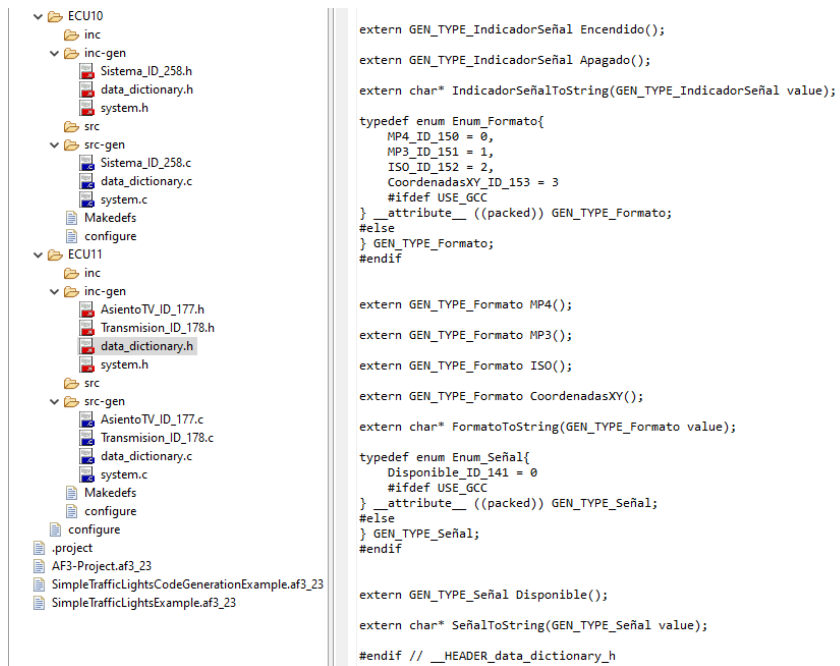 ECU10
inc
inc-gen
Sistema_ID_258.h
data_dictionary.h
system.h
src
src-gen
Sistema_ID_258.c
data_dictionary.c
system.c
Makedefs
configure
ECU11
inc
inc-gen
AsientoTV_ID_177.h
Transmision_ID_178.h
data_dictionary.h
system.h
src
src-gen
AsientoTV_ID_177.c
Transmision_ID_178.c
data_dictionary.c
system.c
Makedefs
configure
configure
.project
AF3-Project.af3_23
SimpleTrafficLightsCodeGenerationExample.af3_23
SimpleTrafficLightsExample.af3_23
extern GEN_TYPE_IndicadorSeñal Encendido();
extern GEN_TYPE_IndicadorSeñal Apagado();
extern char* IndicadorSeñalToString(GEN_TYPE_IndicadorSeñal value);
typedef enum Enum_Formato{
MP4_ID_150 = 0,
MP3_ID_151 = 1,
ISO_ID_152 = 2,
CoordenadasXY_ID_153 = 3
#ifdef USE_GCC
} __attribute__ ((packed)) GEN_TYPE_Formato;
#else
} GEN_TYPE_Formato;
#endif
extern GEN_TYPE_Formato MP4();
extern GEN_TYPE_Formato MP3();
extern GEN_TYPE_Formato ISO();
extern GEN_TYPE_Formato CoordenadasXY();
extern char* FormatoToString(GEN_TYPE_Formato value);
typedef enum Enum_Señal{
Disponible_ID_141 = 0
#ifdef USE_GCC
} __attribute__ ((packed)) GEN_TYPE_Señal;
#else
} GEN_TYPE_Señal;
#endif
extern GEN_TYPE_Señal Disponible();
extern char* SeñalToString(GEN_TYPE_Señal value);
#endif // __HEADER_data_dictionary_h